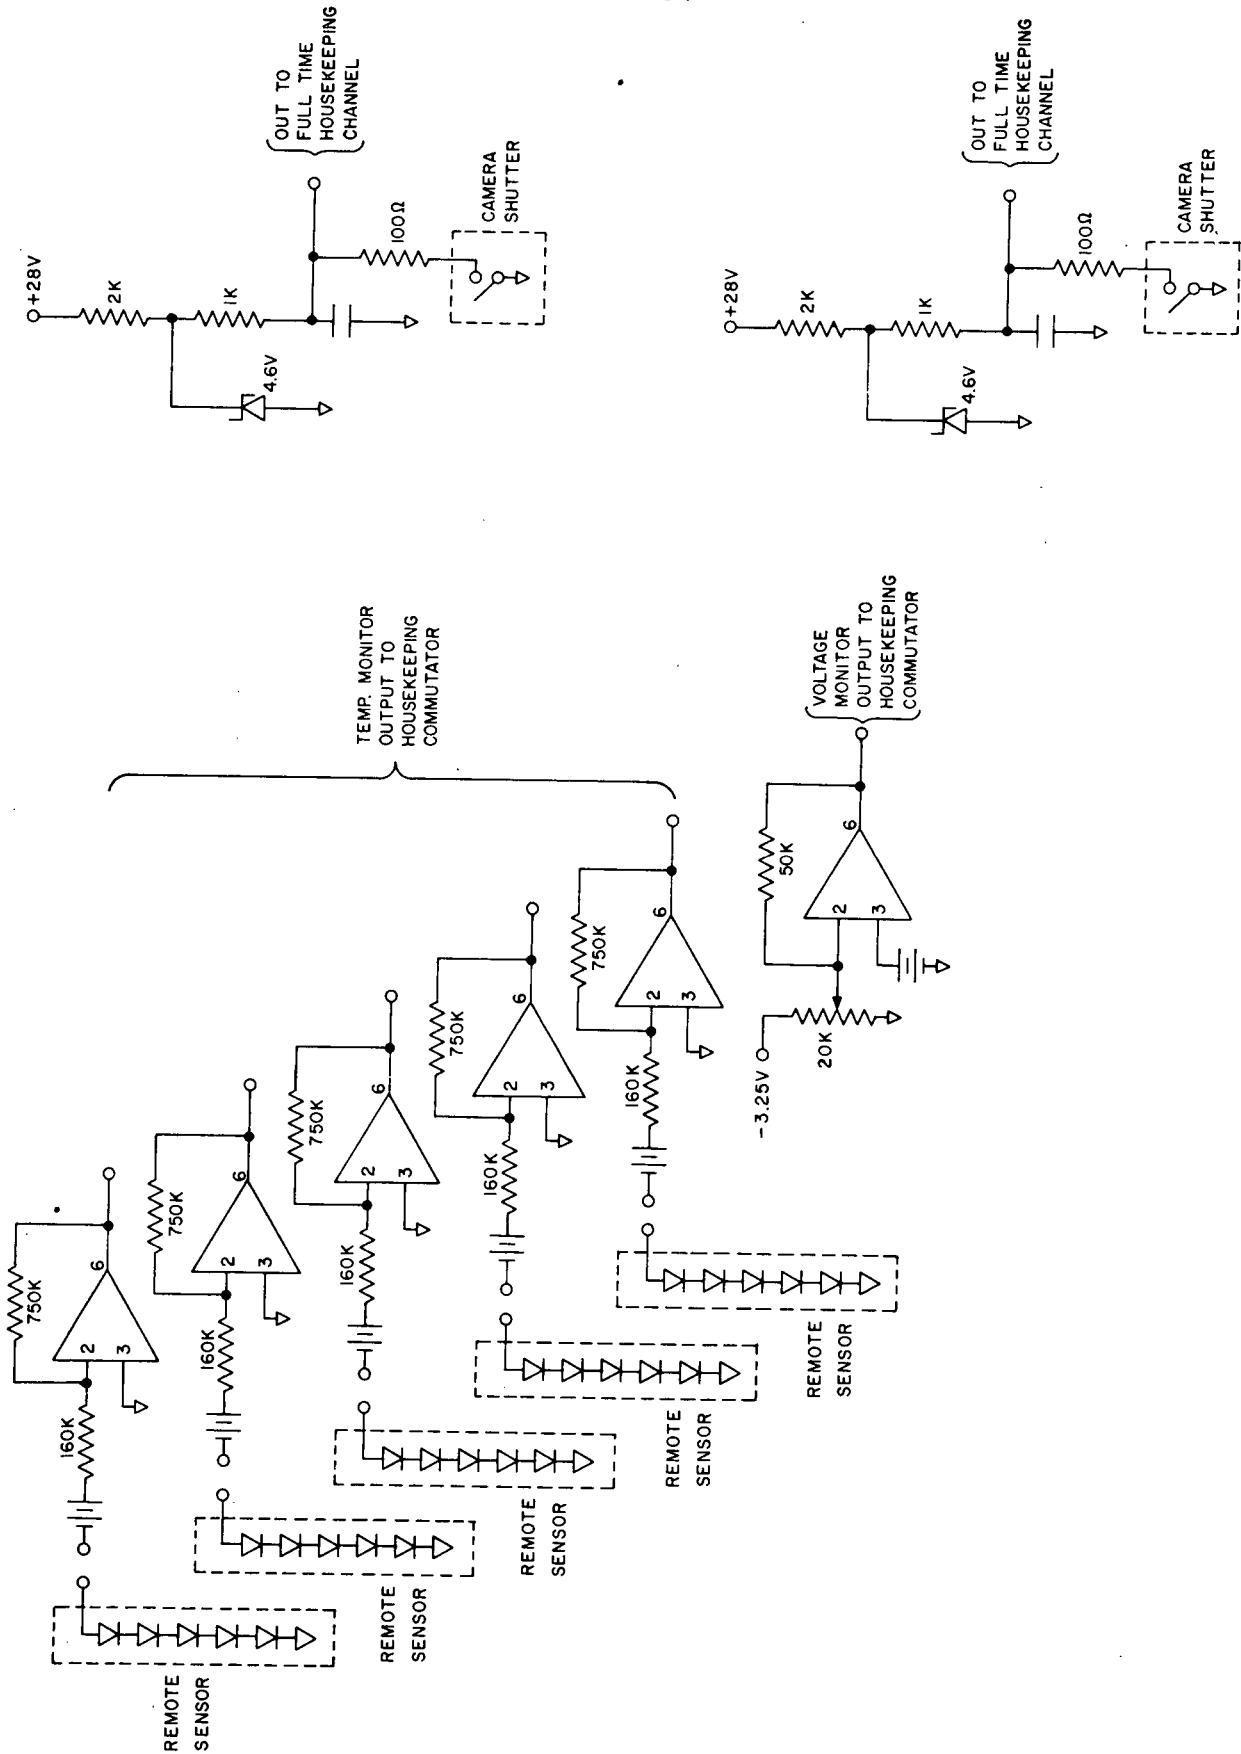 +28V
2K
1K
4.6V
100Ω
OUT TO
FULL TIME
HOUSEKEEPING
CHANNEL
CAMERA
SHUTTER
+28V
2K
1K
4.6V
100Ω
OUT TO
FULL TIME
HOUSEKEEPING
CHANNEL
CAMERA
SHUTTER
TEMP. MONITOR
OUTPUT TO
HOUSEKEEPING
COMMUTATOR
750K
160K
2
3
6
REMOTE
SENSOR
750K
160K
2
3
6
REMOTE
SENSOR
750K
160K
2
3
6
REMOTE
SENSOR
750K
160K
2
3
6
REMOTE
SENSOR
750K
160K
2
3
6
REMOTE
SENSOR
-3.25V
20K
50K
2
3
6
VOLTAGE
MONITOR
OUTPUT TO
HOUSEKEEPING
COMMUTATOR